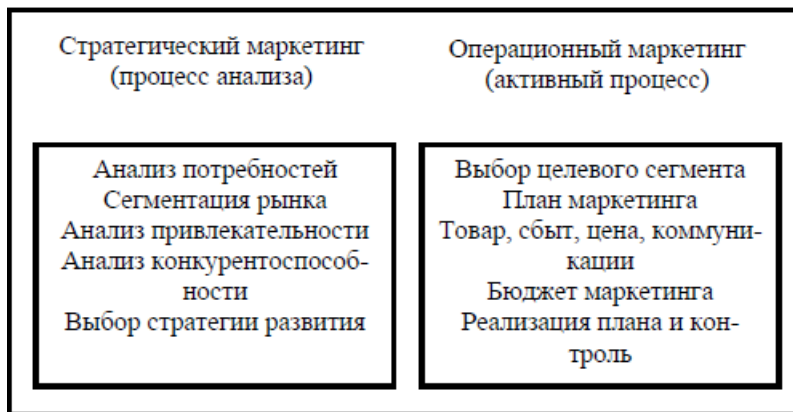 Стратегический маркетинг
(процесс анализа)
Операционный маркетинг
(активный процесс)
Анализ потребностей
Сегментация рынка
Анализ привлекательности
Анализ конкурентоспособ-
ности
Выбор стратегии развития
Выбор целевого сегмента
План маркетинга
Товар, сбыт, цена, коммуни-
кации
Бюджет маркетинга
Реализация плана и кон-
троль